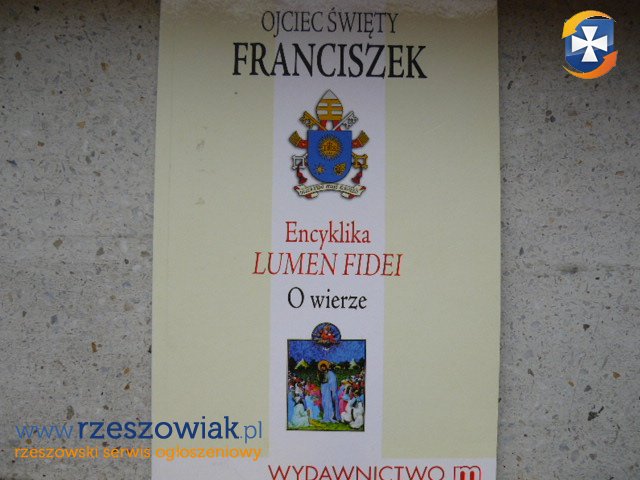 OJCIEC ŚWIĘTY
FRANCISZEK
Encyklika
LUMEN FIDEI
O wierze
www.rzeszowiak.pl
rzeszowski serwis ogłoszeniowy
WYDAWNICTWO m